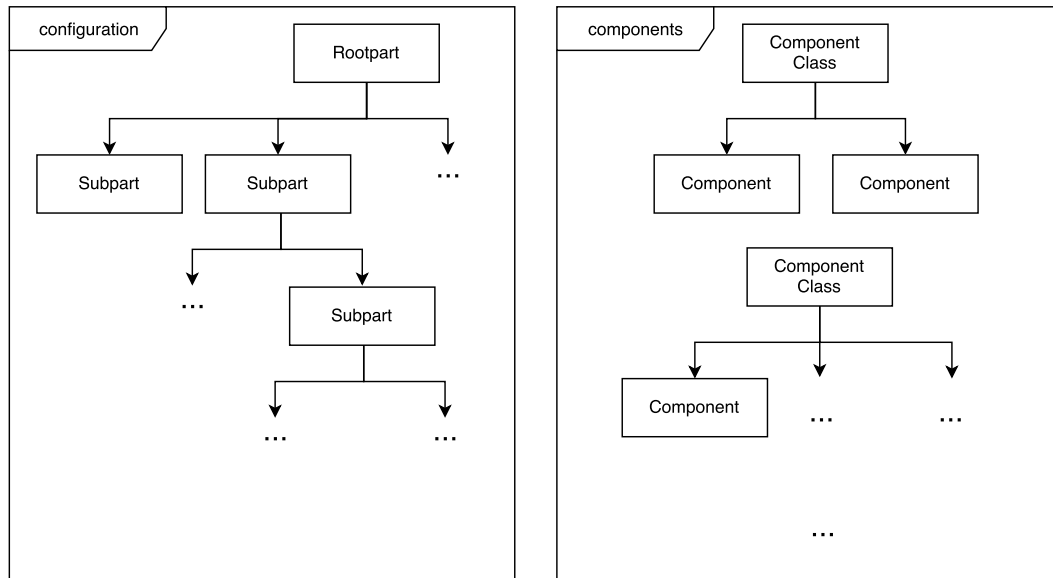 configuration
Rootpart
Subpart
Subpart
...
...
Subpart
...
...
components
Component
Class
Component
Component
Component
Class
Component
...
...
...